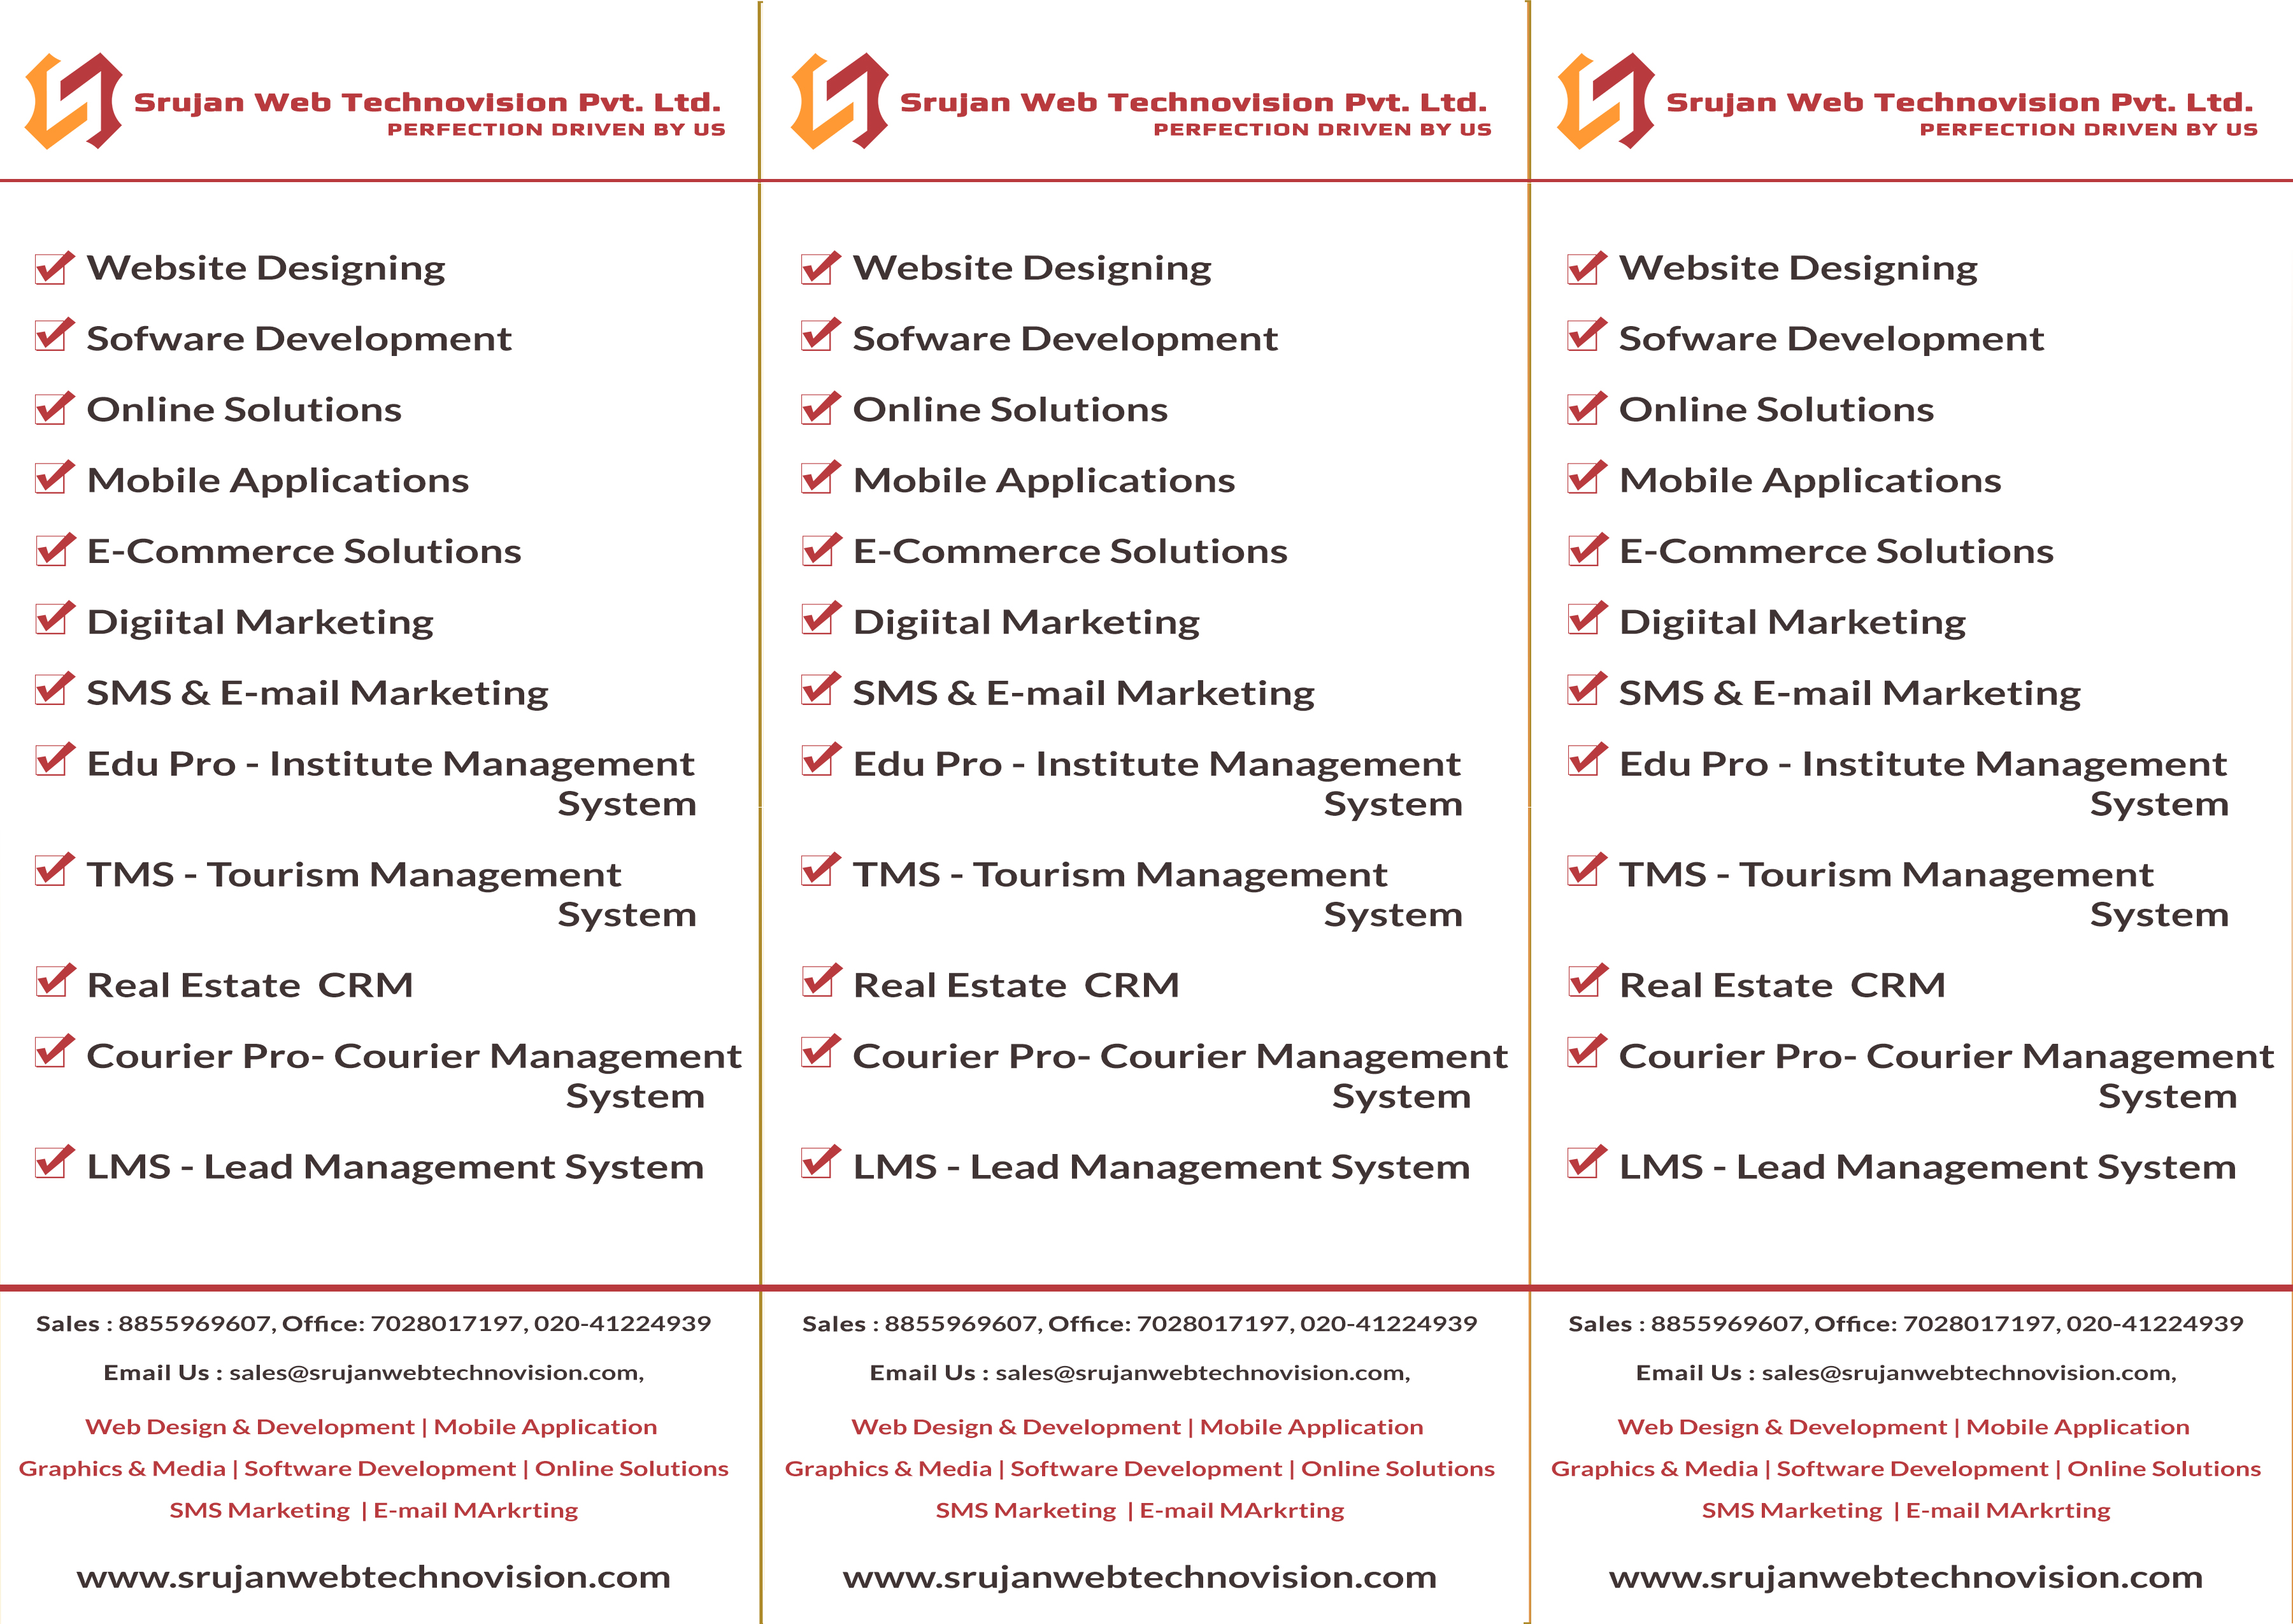 Srujan Web Technovision Pvt. Ltd.
PERFECTION DRIVEN BY US
Website Designing
Sofware Development
Online Solutions
Mobile Applications
E-Commerce Solutions
Digiital Marketing
SMS & E-mail Marketing
Edu Pro - Institute Management
System
TMS - Tourism Management
System
Real Estate CRM
Courier Pro- Courier Management
System
LMS - Lead Management System
Sales : 8855969607, Office: 7028017197, 020-41224939
Email Us : sales@srujanwebtechnovision.com,
Web Design & Development | Mobile Application
Graphics & Media | Software Development | Online Solutions
SMS Marketing | E-mail MArkrting
www.srujanwebtechnovision.com
Srujan Web Technovision Pvt. Ltd.
PERFECTION DRIVEN BY US
Website Designing
Sofware Development
Online Solutions
Mobile Applications
E-Commerce Solutions
Digiital Marketing
SMS & E-mail Marketing
Edu Pro - Institute Management
System
TMS - Tourism Management
System
Real Estate CRM
Courier Pro- Courier Management
System
LMS - Lead Management System
Sales : 8855969607, Office: 7028017197, 020-41224939
Email Us : sales@srujanwebtechnovision.com,
Web Design & Development | Mobile Application
Graphics & Media | Software Development | Online Solutions
SMS Marketing | E-mail MArkrting
www.srujanwebtechnovision.com
Srujan Web Technovision Pvt. Ltd.
PERFECTION DRIVEN BY US
Website Designing
Sofware Development
Online Solutions
Mobile Applications
E-Commerce Solutions
Digiital Marketing
SMS & E-mail Marketing
Edu Pro - Institute Management
System
TMS - Tourism Management
System
Real Estate CRM
Courier Pro- Courier Management
System
LMS - Lead Management System
Sales : 8855969607, Office: 7028017197, 020-41224939
Email Us : sales@srujanwebtechnovision.com,
Web Design & Development | Mobile Application
Graphics & Media | Software Development | Online Solutions
SMS Marketing | E-mail MArkrting
www.srujanwebtechnovision.com